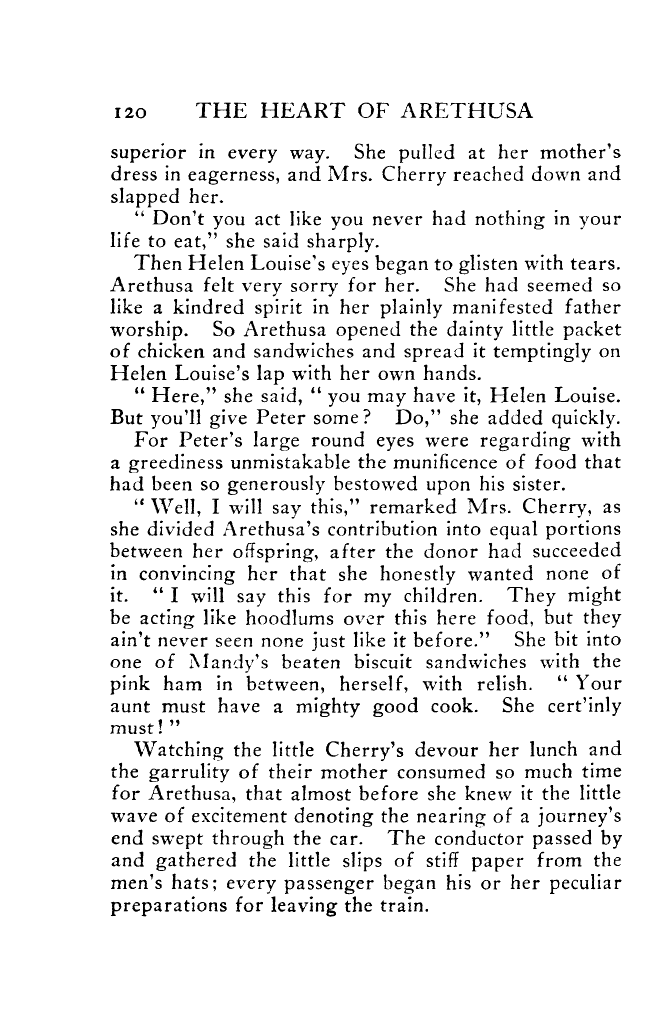 120 THE HEART OF ARETHUSA
superior in every way. She pulled at her mother's
dress in eagerness, and Mrs. Cherry reached down and
slapped her.
" Don't you act like you never had nothing in your
life to eat," she said sharply.
Then Helen Louise's eyes began to glisten with tears.
Arethusa felt very sorry for her. She had seemed so
like a kindred spirit in her plainly manifested father
worship. So Arethusa opened the dainty little packet
of chicken and sandwiches and spread it temptingly on
Helen Louise's lap with her own hands.
" Here," she said, " you may have it, Helen Louise.
But you'll give Peter some? Do," she added quickly.
For Peter's large round eyes were regarding with
a greediness unmistakable the munificence of food that
had been so generously bestowed upon his sister.
" Well, I will say this," remarked Mrs. Cherry, as
she divided Arethusa's contribution into equal portions
between her offspring, after the donor had succeeded
in convincing her that she honestly wanted none of
it. " I will say this for my children. They might
be acting like hoodlums over this here food, but they
ain't never seen none just like it before." She bit into
one of Mandy's beaten biscuit sandwiches with the
pink ham in between, herself, with relish. " Your
aunt must have a mighty good cook. She cert'inly
must! "
Watching the little Cherry's devour her lunch and
the garrulity of their mother consumed so much time
for Arethusa, that almost before she knew it the little
wave of excitement denoting the nearing of a journey's
end swept through the car. The conductor passed by
and gathered the little slips of stiff paper from the
men's hats; every passenger began his or her peculiar
preparations for leaving the train.